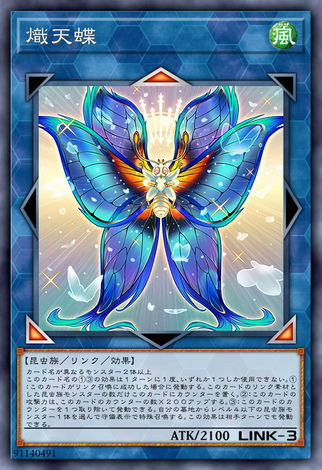 熾天蝶
風
【昆虫族/リンク/効果】
カード名が異なるモンスター2体以上
このカード名の①③の効果は1ターンに1度、いずれか1つしか使用できない。①
:このカードがリンク召喚に成功した場合に発動する。このカードのリンク素材と
した昆虫族モンスターの数だけこのカードにカウンターを置く。②:このカードの
攻撃力は、このカードのカウンターの数×200アップする。③:このカードのカ
ウンターを1つ取り除いて発動できる。自分の墓地からレベル4以下の昆虫族モン
スター1体を選んで守備表示で特殊召喚する。この効果は相手ターンでも発動
できる。
ATK/2100 LINK-3
91140491